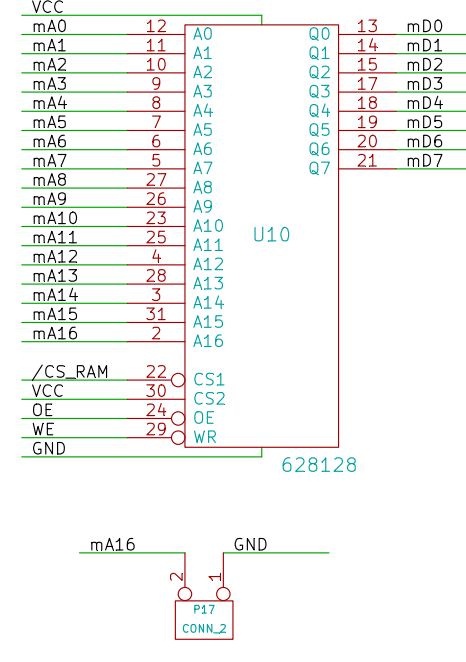 VCC
mA0 12 A0 Q0 13 mD0
mA1 11 A1 Q1 14 mD1
mA2 10 A2 Q2 15 mD2
mA3 9 A3 Q3 17 mD3
mA4 8 A4 Q4 18 mD4
mA5 7 A5 Q5 19 mD5
mA6 6 A6 Q6 20 mD6
mA7 5 A7 Q7 21 mD7
mA8 27 A8
mA9 26 A9
mA10 23 A10
U10
mA11 25 A11
mA12 4 A12
mA13 28 A13
mA14 3 A14
mA15 31 A15
mA16 2 A16
/CS_RAM 22 CS1
VCC 30 CS2
OE 24 OE
WE 29 WR
GND
628128
mA16 GND
2 1
P17
CONN_2